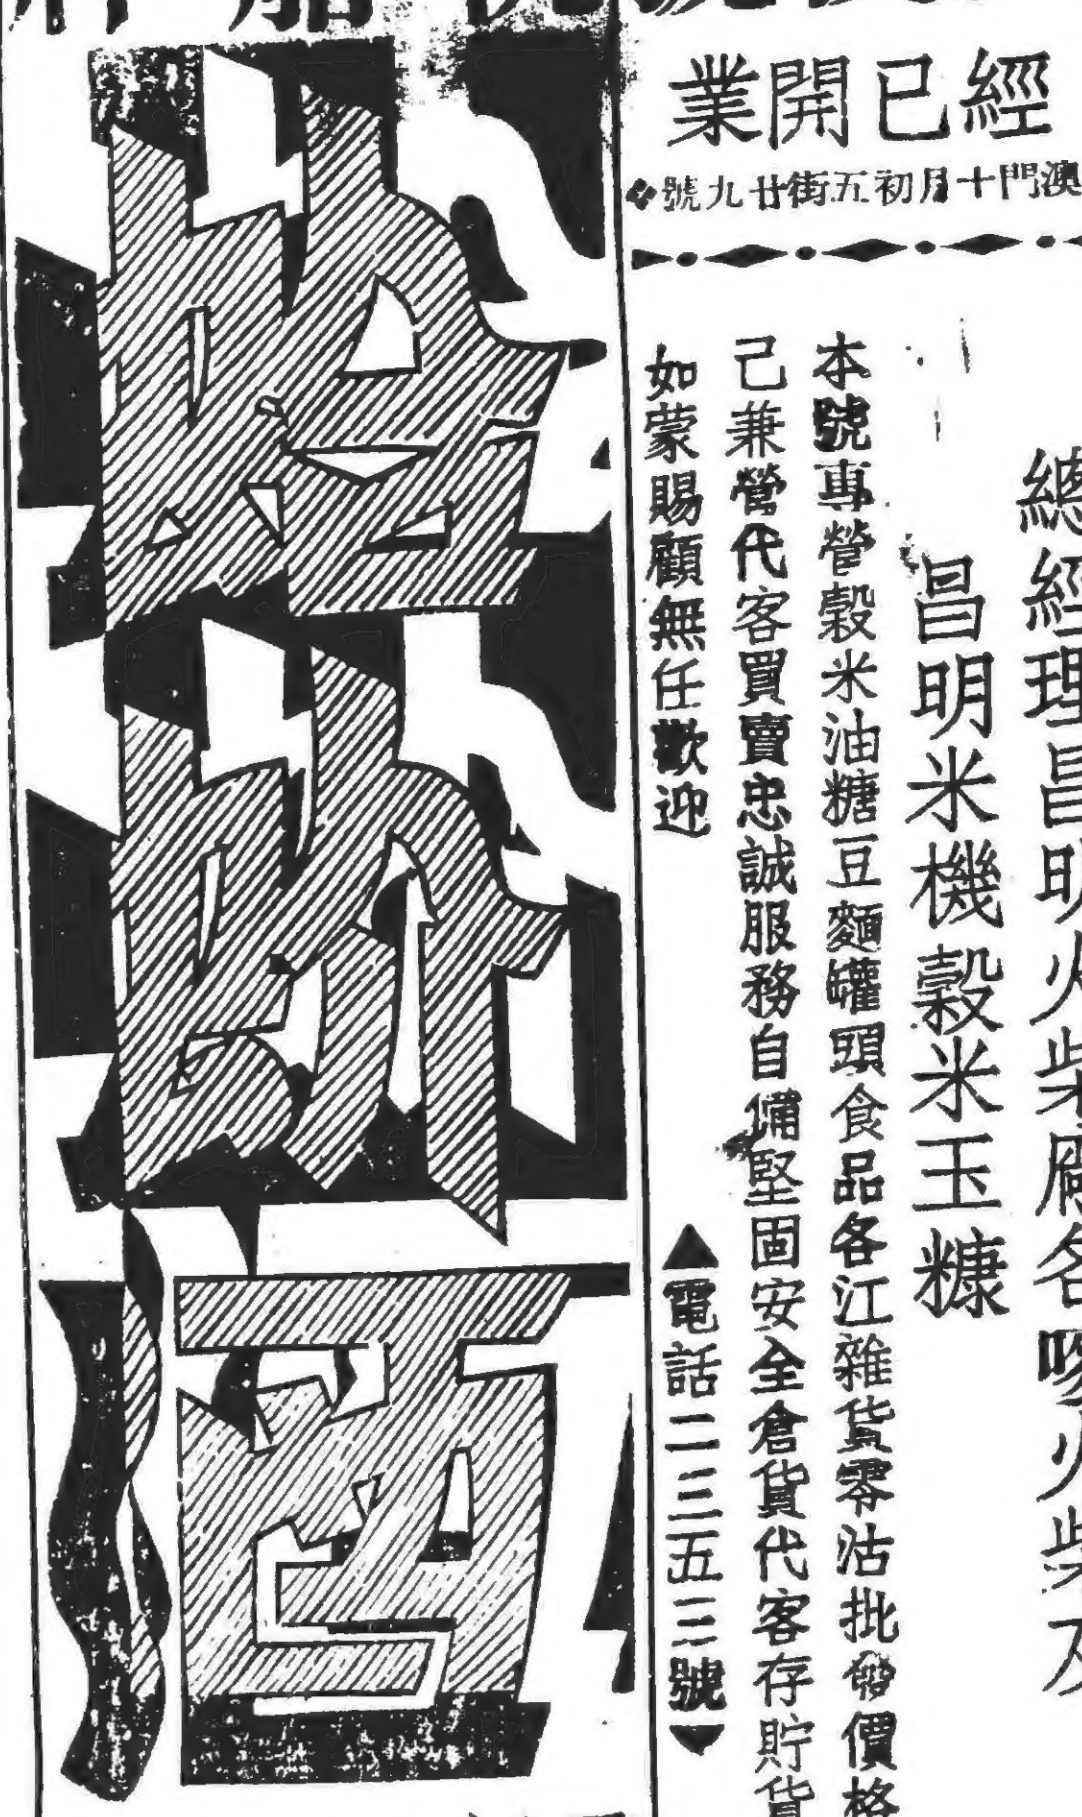 經已開業
澳門十月初五街廿九號
總經理昌明火柴廠各嘜火柴及
昌明米機穀米玉糠
本號專營穀米油糖豆麵罐頭食品各江雜貨零沽批發價格
己兼營代客買賣忠誠服務自備堅固安全倉貨代客存貯貨
如蒙賜顧無任歡迎
▲電話二三五三號▼
蛤蚧酒